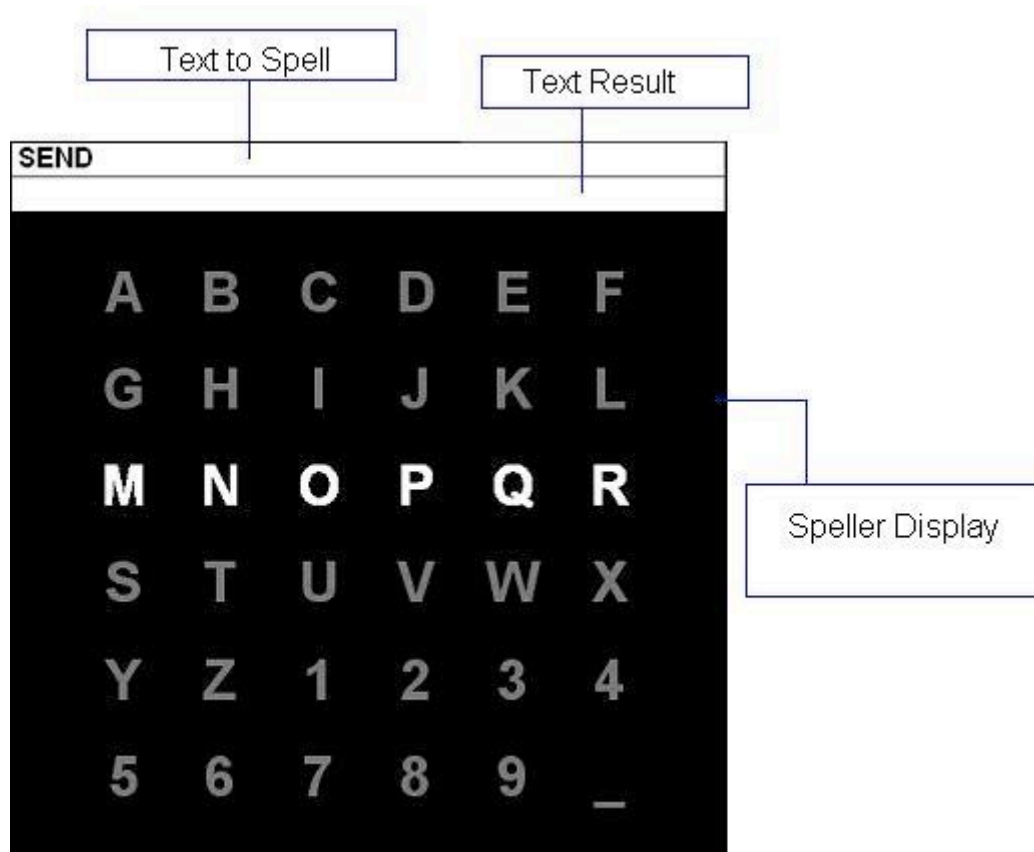 Text to Spell
Text Result
SEND
A B C D E F
G H I J K L
M N O P Q R
Speller Display
S T U V W X
Y Z 1 2 3 4
5 6 7 8 9 _